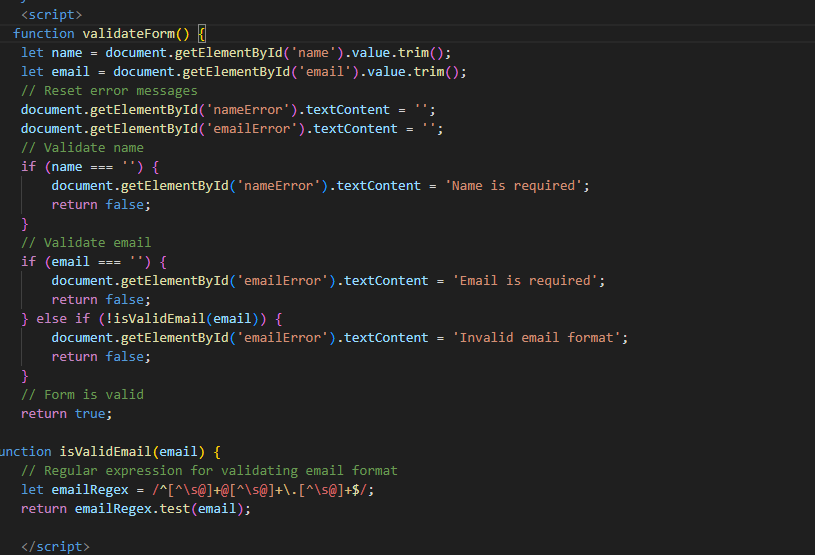 <script>
function validateForm() {
let name = document.getElementById('name').value.trim();
let email = document.getElementById('email').value.trim();
// Reset error messages
document.getElementById('nameError').textContent = '';
document.getElementById('emailError').textContent = '';
// Validate name
if (name === '') {
document.getElementById('nameError').textContent = 'Name is required';
return false;
}
// Validate email
if (email === '') {
document.getElementById('emailError').textContent = 'Email is required';
return false;
} else if (!isValidEmail(email)) {
document.getElementById('emailError').textContent = 'Invalid email format';
return false;
}
// Form is valid
return true;
unction isValidEmail(email) {
// Regular expression for validating email format
let emailRegex = /^[^\s@]+@[^\s@]+\.[^\s@]+$/;
return emailRegex.test(email);
</script>